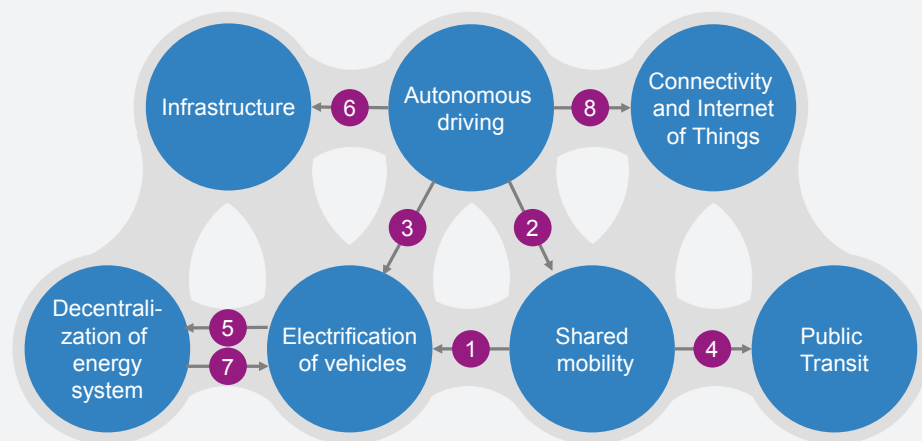 Infrastructure
6
Autonomous
driving
8
Connectivity
and Internet
of Things
3
2
Decentrali-
zation of
energy
system
5
7
Electrification
of vehicles
1
Shared
mobility
4
Public
Transit